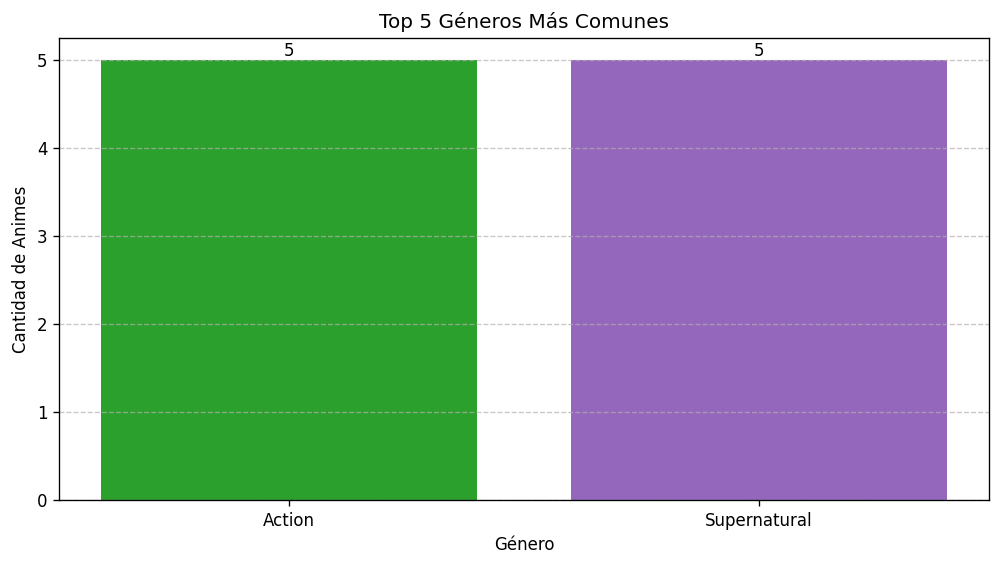 Top 5 Géneros Más Comunes
5
5
5
4
3
2
1
0
Cantidad de Animes
Action
Supernatural
Género